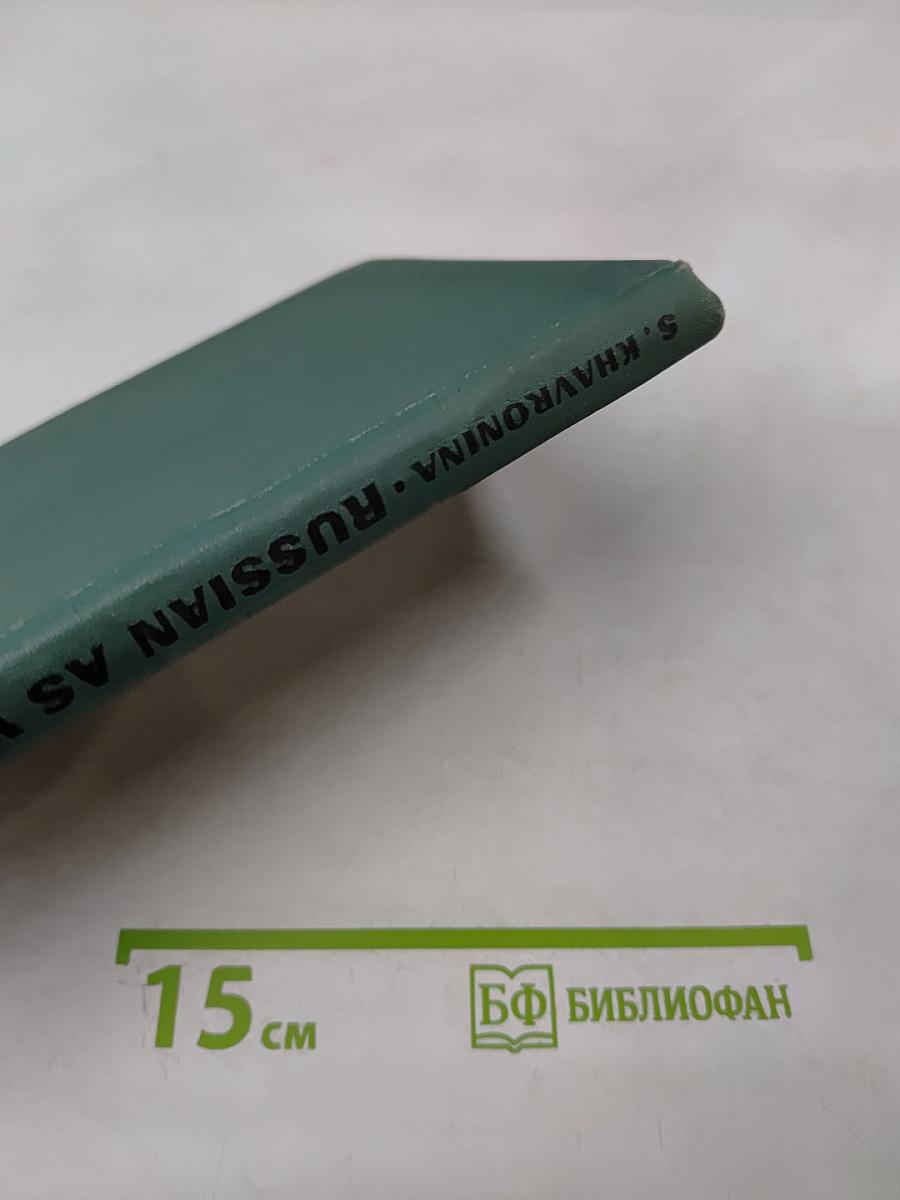 S. KHAVRONINA • RUSSIAN AS
15 см
БФ БИБЛИОФАН